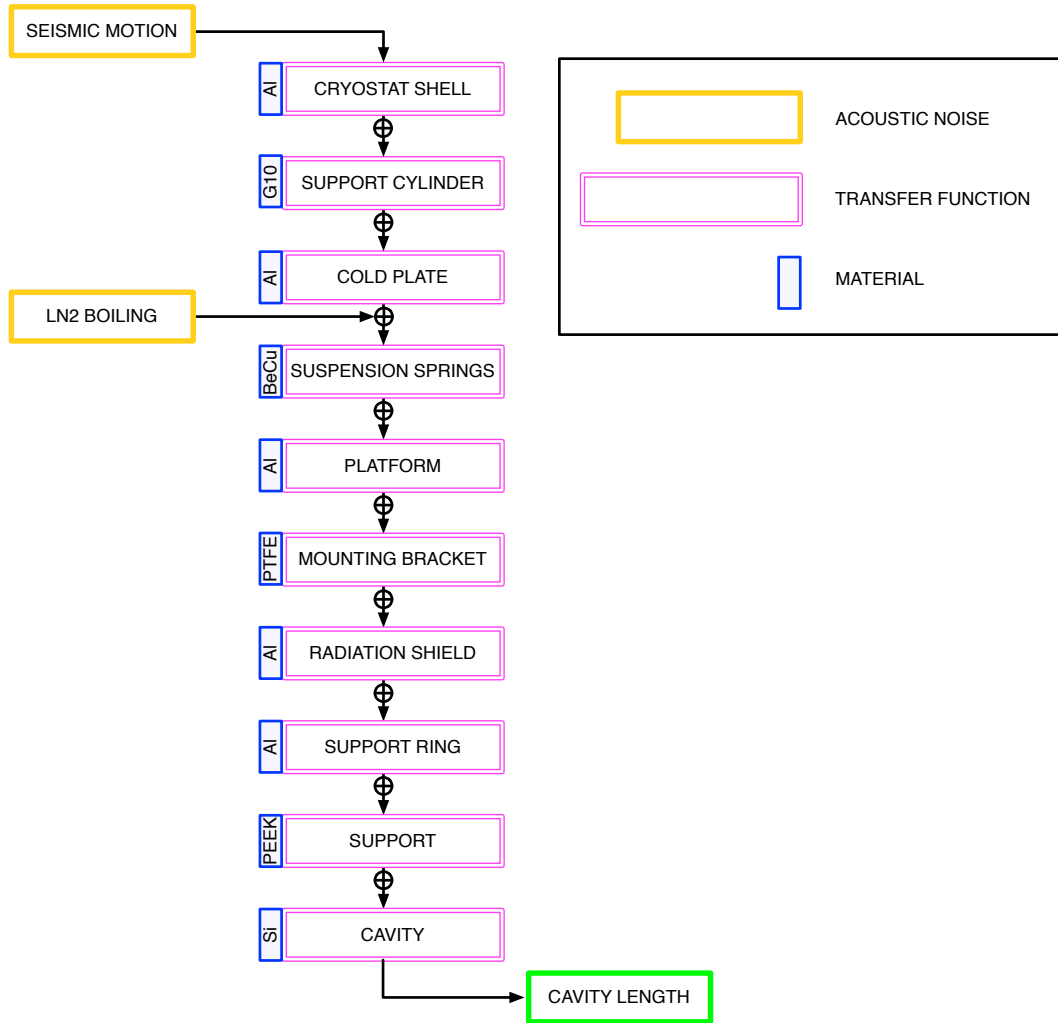 SEISMIC MOTION
Al
CRYOSTAT SHELL
G10
SUPPORT CYLINDER
Al
COLD PLATE
LN2 BOILING
BeCu
SUSPENSION SPRINGS
Al
PLATFORM
PTFE
MOUNTING BRACKET
Al
RADIATION SHIELD
Al
SUPPORT RING
PEEK
SUPPORT
Si
CAVITY
CAVITY LENGTH
ACOUSTIC NOISE
TRANSFER FUNCTION
MATERIAL